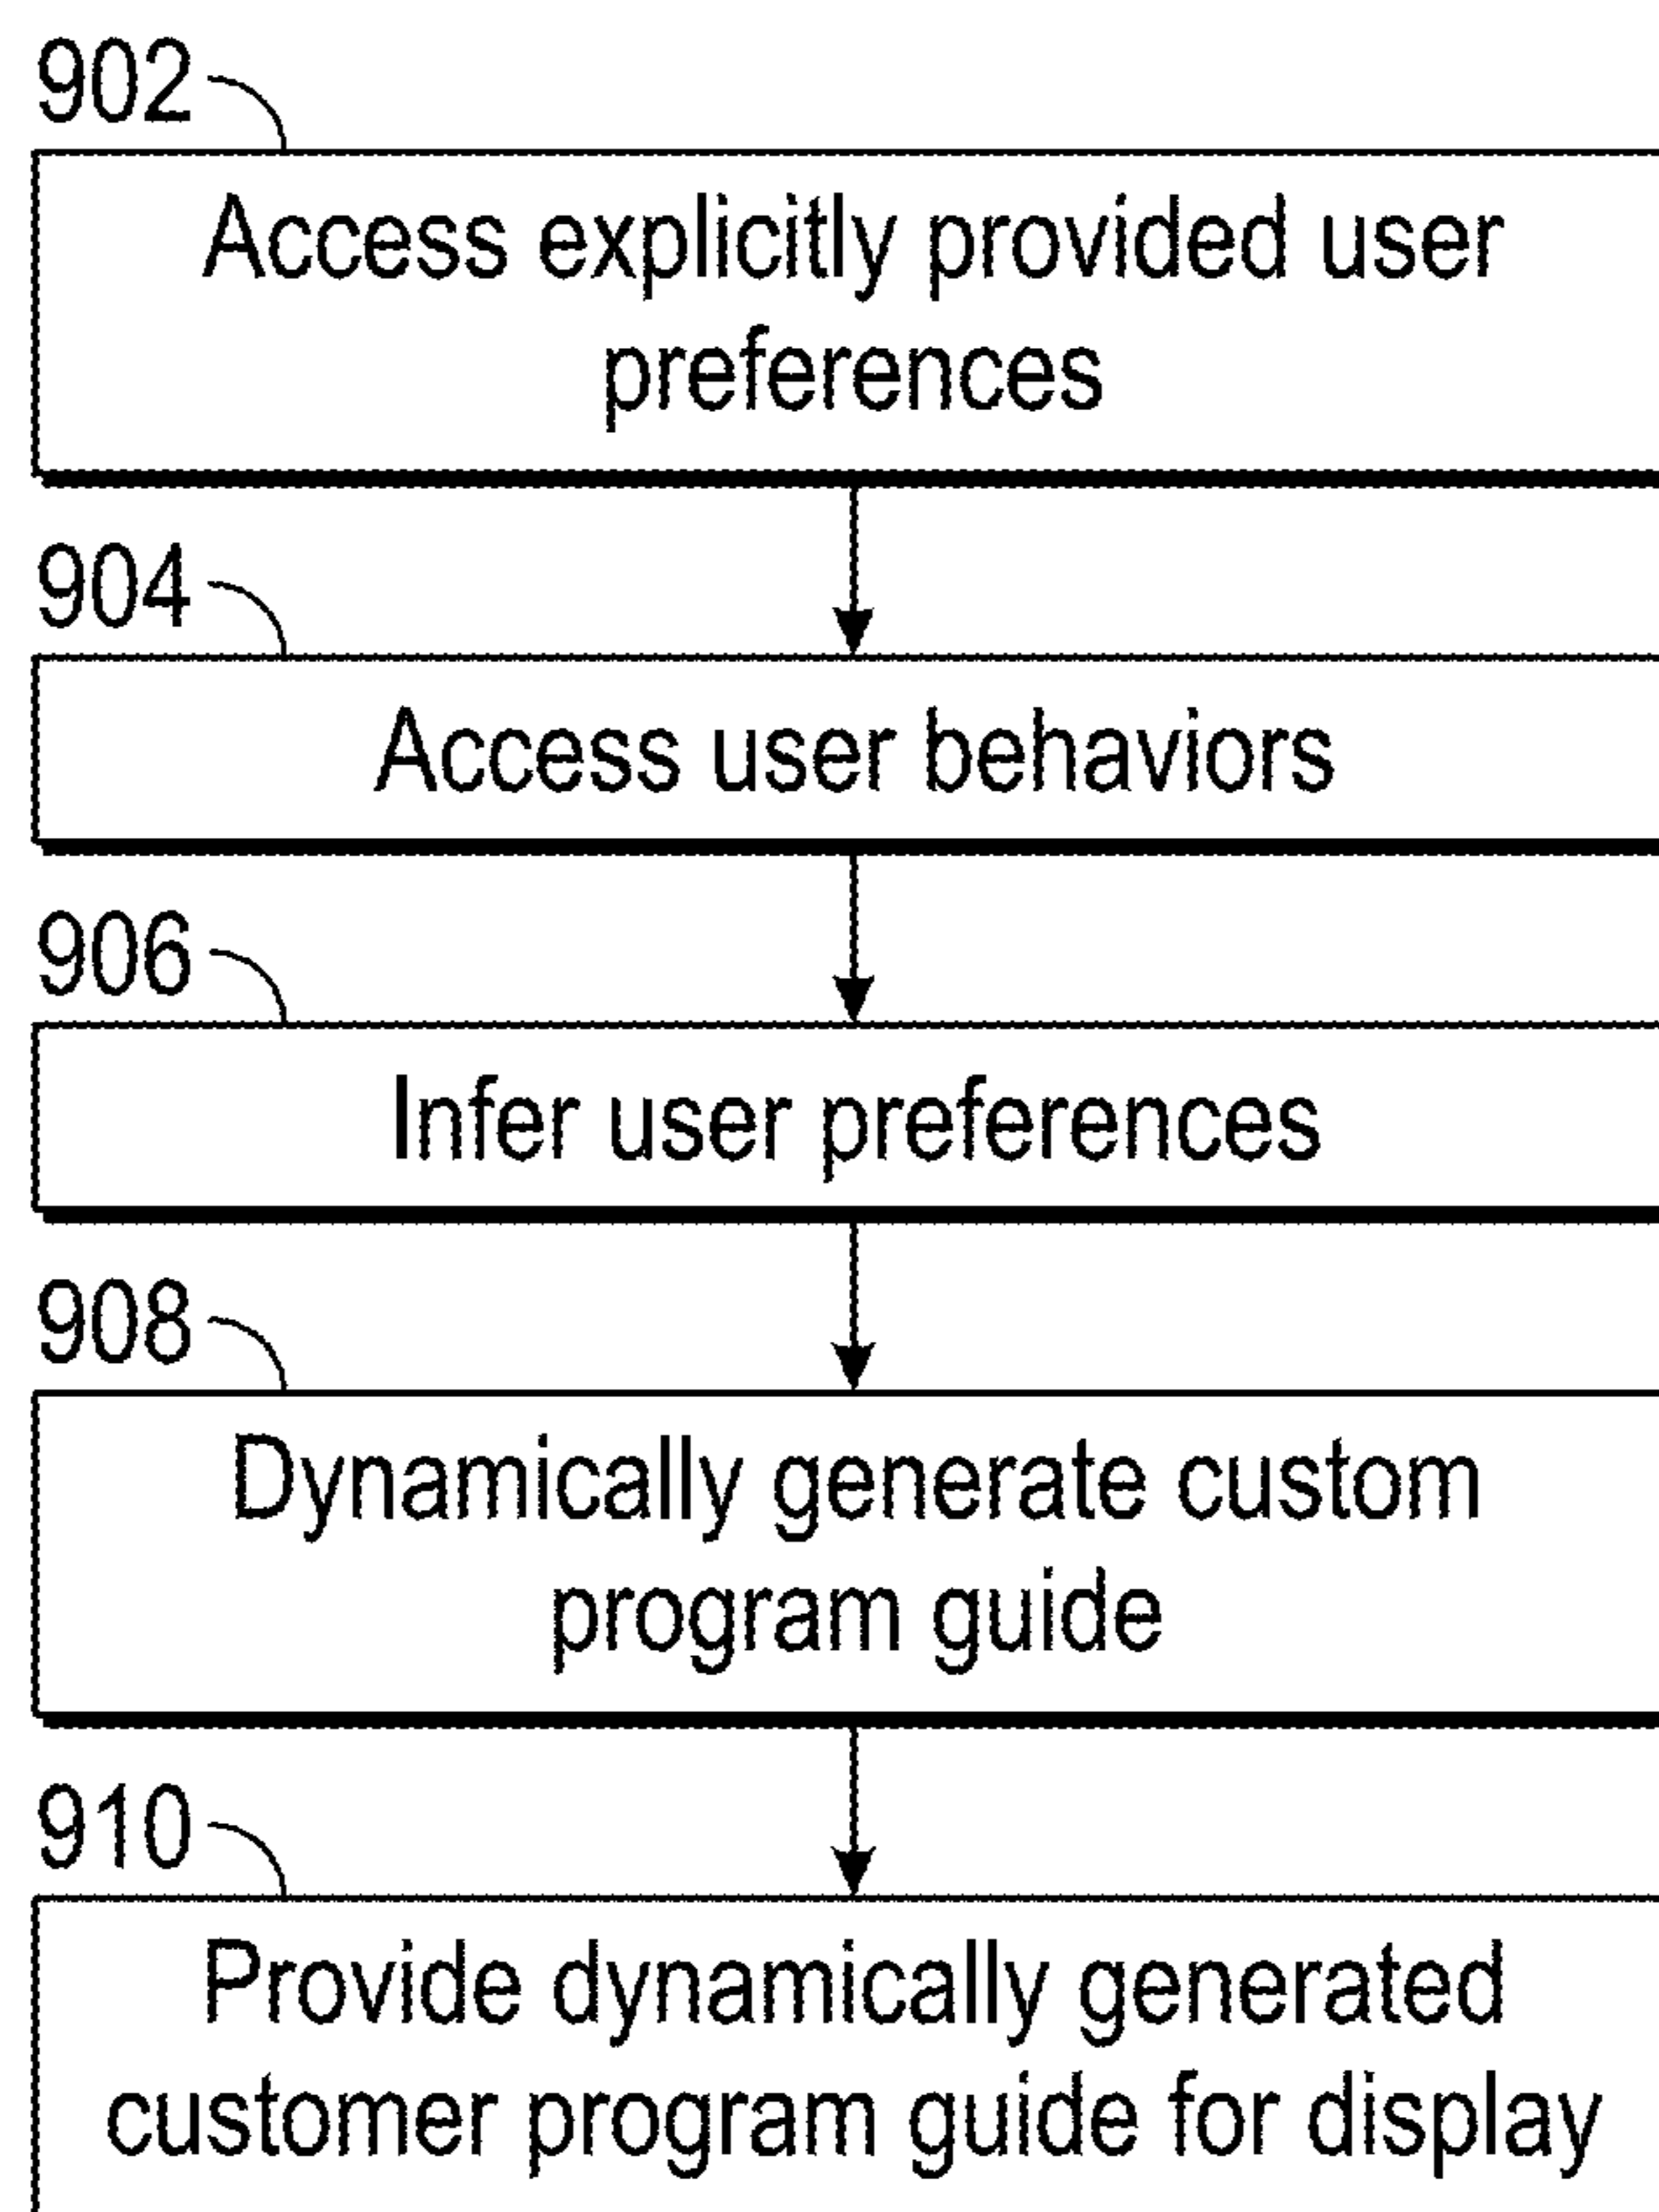 902
Access explicitly provided user
preferences
904
Access user behaviors
906
Infer user preferences
908
Dynamically generate custom
program guide
910
Provide dynamically generated
customer program guide for display